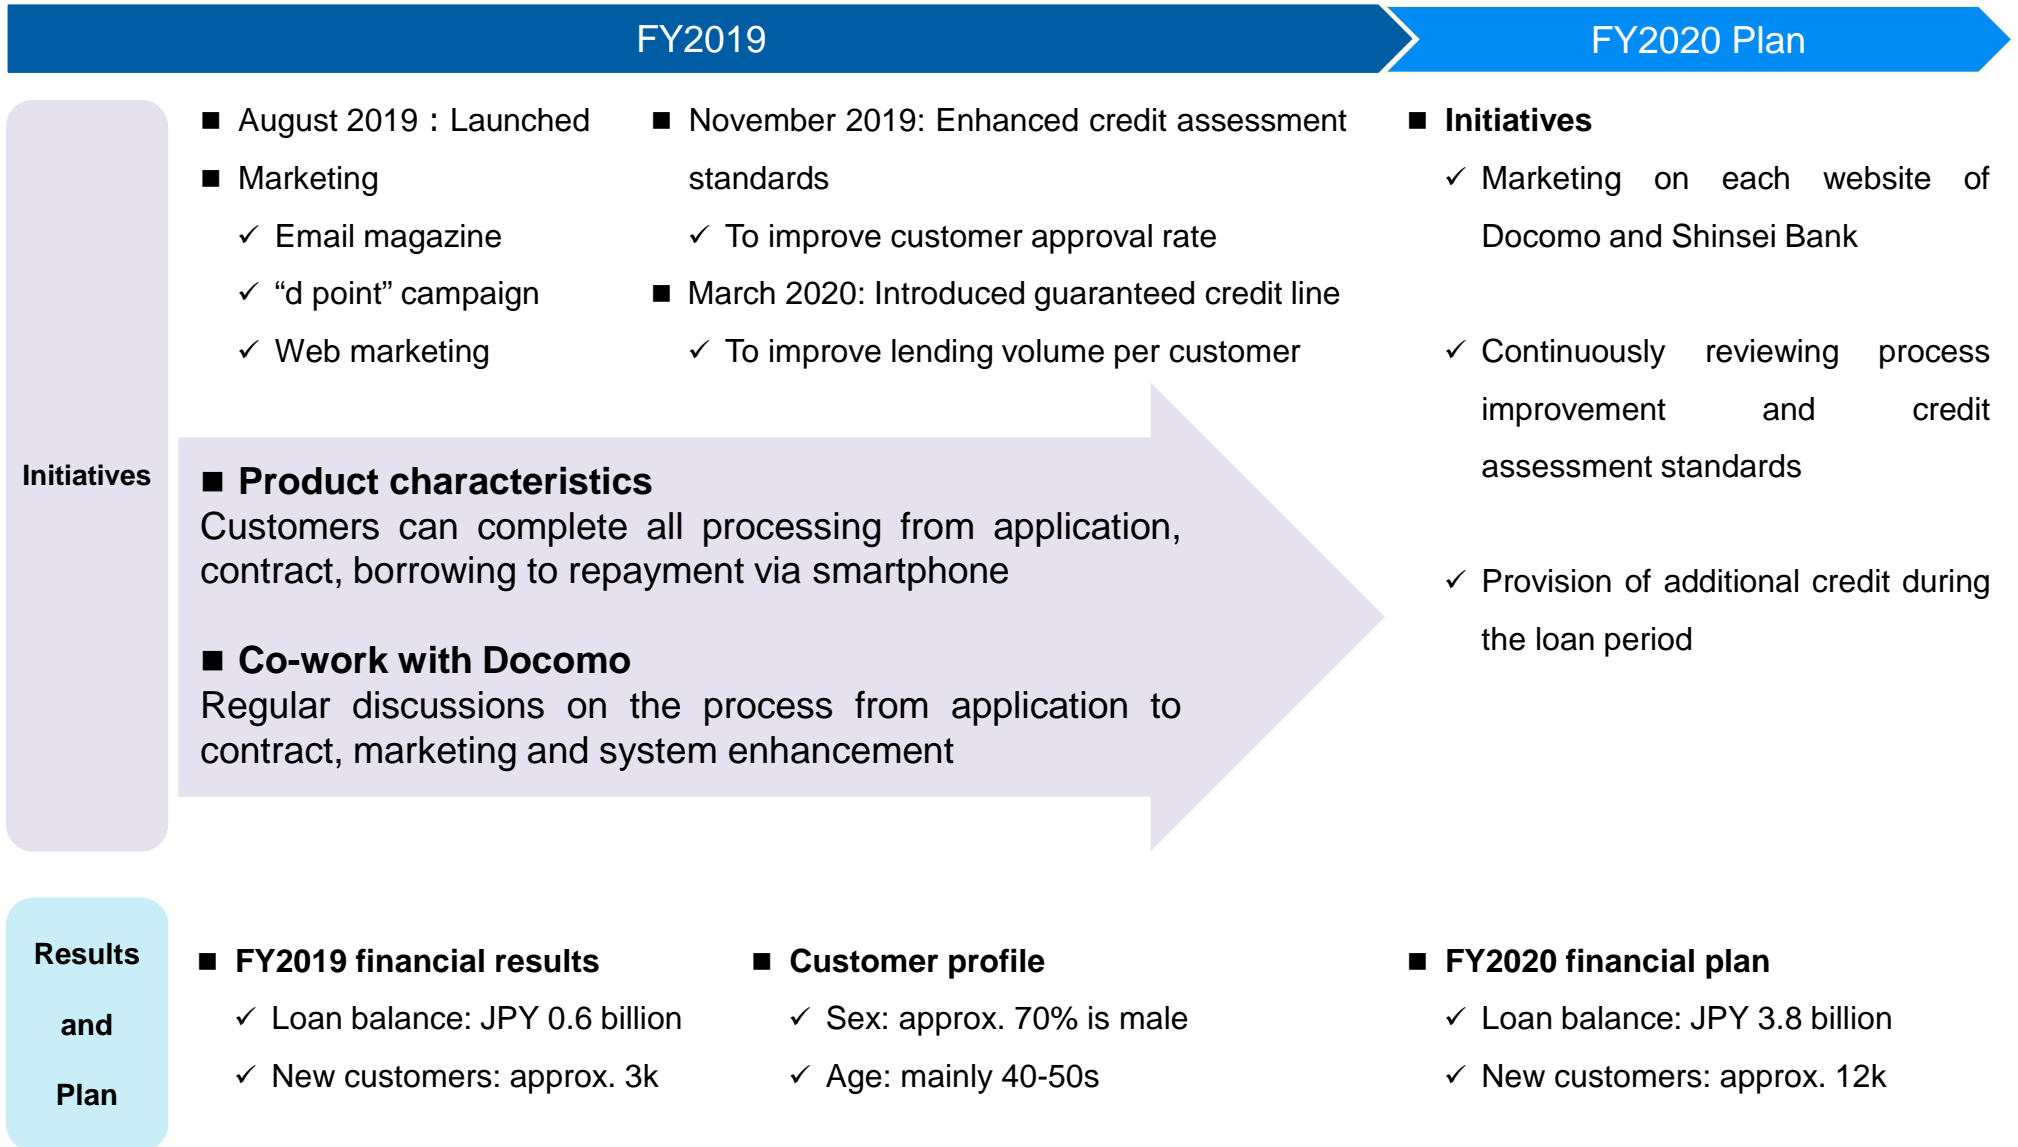 FY2019
FY2020 Plan
Initiatives
■ August 2019：Launched
■ Marketing
✓ Email magazine
✓ “d point” campaign
✓ Web marketing
■ November 2019: Enhanced credit assessment
standards
✓ To improve customer approval rate
■ March 2020: Introduced guaranteed credit line
✓ To improve lending volume per customer
■ Product characteristics
Customers can complete all processing from application,
contract, borrowing to repayment via smartphone
■ Co-work with Docomo
Regular discussions on the process from application to
contract, marketing and system enhancement
■ Initiatives
✓ Marketing on each website of
Docomo and Shinsei Bank
✓ Continuously reviewing process
improvement and credit
assessment standards
✓ Provision of additional credit during
the loan period
Results
and
Plan
■ FY2019 financial results
✓ Loan balance: JPY 0.6 billion
✓ New customers: approx. 3k
■ Customer profile
✓ Sex: approx. 70% is male
✓ Age: mainly 40-50s
■ FY2020 financial plan
✓ Loan balance: JPY 3.8 billion
✓ New customers: approx. 12k